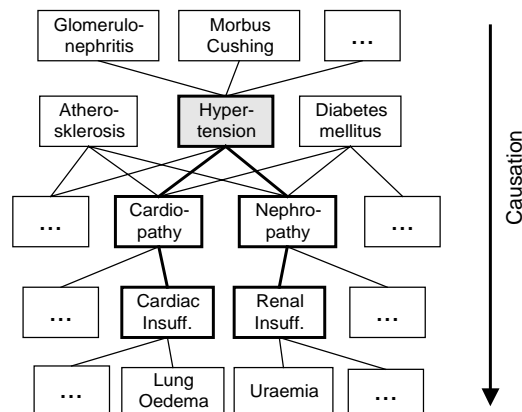 Glomerulo-
nephritis
Morbus
Cushing
...
Athero-
sklerosis
Hyper-
tension
Diabetes
mellitus
...
Cardio-
pathy
Nephro-
pathy
...
...
Cardiac
Insuff.
Renal
Insuff.
...
...
Lung
Oedema
Uraemia
...
Causation